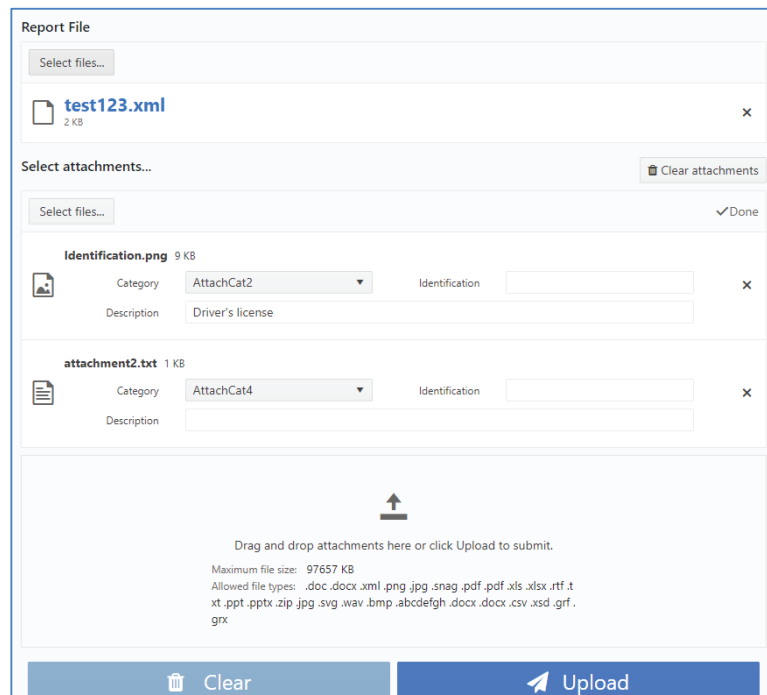 Report File
Select files...
test123.xml
2 KB
Select attachments...
Clear attachments
Select files...
Done
Identification.png 9 KB
Category AttachCat2 Identification
Description Driver's license
attachment2.txt 1 KB
Category AttachCat4 Identification
Description
Drag and drop attachments here or click Upload to submit.
Maximum file size: 97657 KB
Allowed file types: .doc .docx .xml .png .jpg .snag .pdf .pdf .xls .xlsx .rtf .t
xt .ppt .pptx .zip .jpg .svg .wav .bmp .abcdefgh .docx .docx .csv .xsd .grf .
grx
Clear
Upload